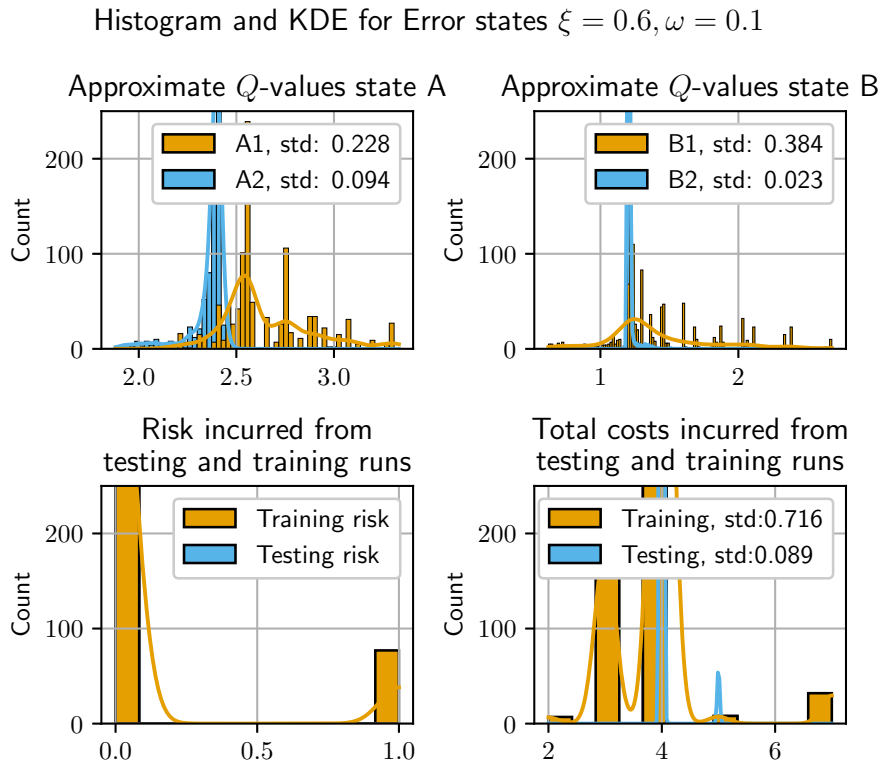 Histogram and KDE for Error states ξ = 0.6, ω = 0.1
Approximate Q-values state A
Count
200
100
0
2.0 2.5 3.0
A1, std: 0.228
A2, std: 0.094
Approximate Q-values state B
Count
200
100
0
1 2
B1, std: 0.384
B2, std: 0.023
Risk incurred from
testing and training runs
Count
200
100
0
0.0 0.5 1.0
Training risk
Testing risk
Total costs incurred from
testing and training runs
Count
200
100
0
2 4 6
Training, std:0.716
Testing, std:0.089